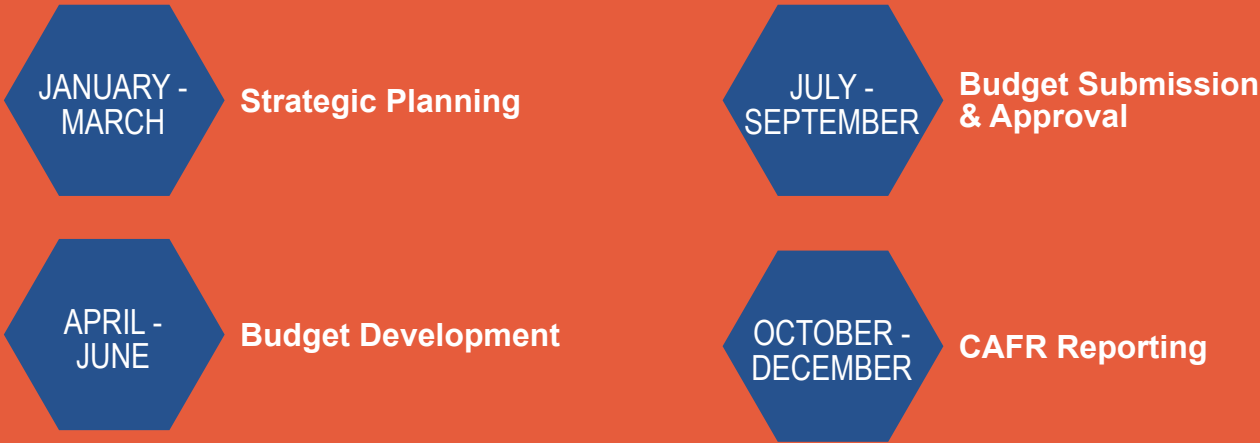 JANUARY -
MARCH
Strategic Planning
APRIL -
JUNE
Budget Development
JULY -
SEPTEMBER
Budget Submission
& Approval
OCTOBER -
DECEMBER
CAFR Reporting